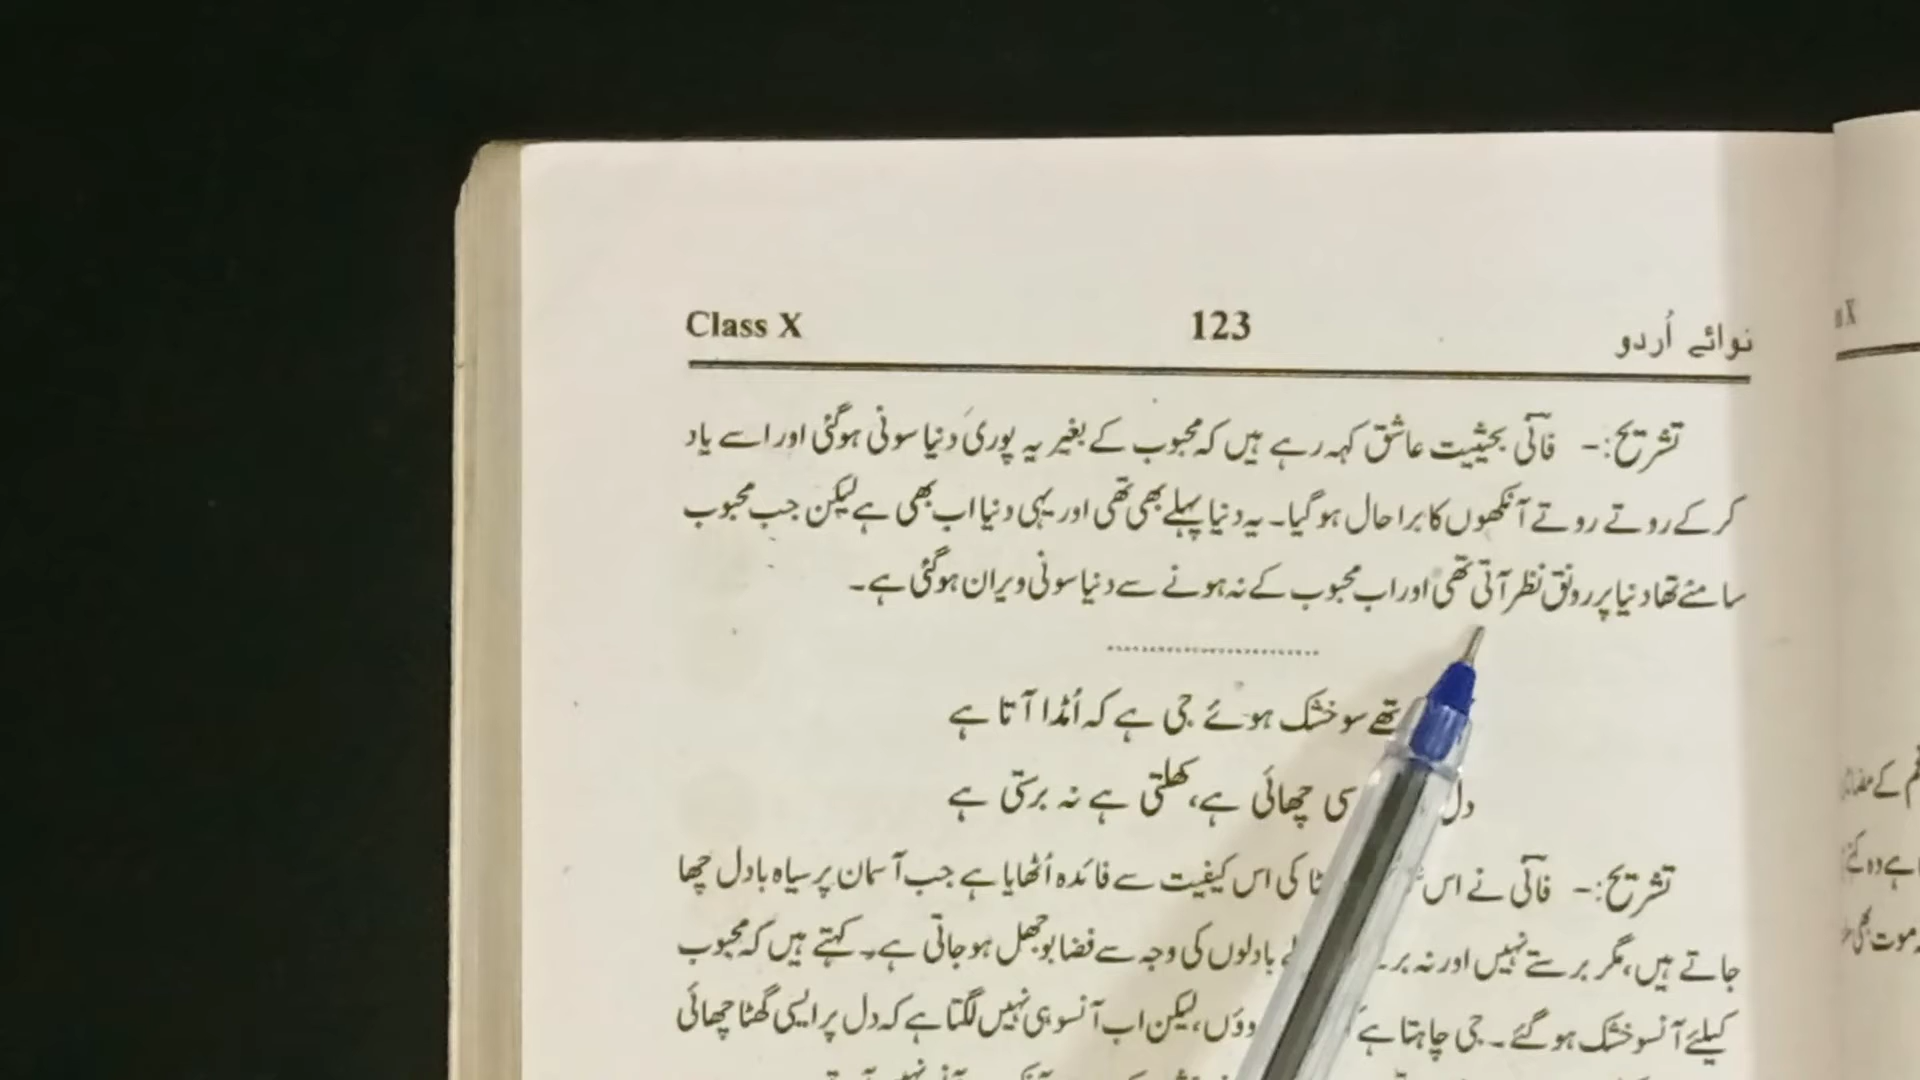 Class X 123 نوائے اُردو
تشریح:- فانی بحیثیت عاشق کہہ رہے ہیں کہ محبوب کے بغیر یہ پوری دنیا سونی ہوگئی اور اسے یاد
کر کے روتے روتے آنکھوں کا برا حال ہو گیا۔ یہ دنیا پہلے بھی تھی اور یہی دنیا اب بھی ہے لیکن جب محبوب
سامنے تھا دنیا پر رونق نظر آتی تھی اور اب محبوب کے نہ ہونے سے دنیا سونی ویران ہوگئی ہے۔
تھے سو خشک ہوئے جی ہے کہ اُمڈا آتا ہے
دل سی چھائی ہے، کھلتی ہے نہ برستی ہے
تشریح:- فانی نے اس کی اس کیفیت سے فائدہ اُٹھایا ہے جب آسمان پر سیاہ بادل چھا
جاتے ہیں، مگر برستے نہیں اور نہ بادلوں کی وجہ سے فضا بوجھل ہو جاتی ہے۔ کہتے ہیں کہ محبوب
کیلئے آنسو خشک ہو گئے۔ جی چاہتا ہے لیکن اب آنسو ہی نہیں لگتا ہے کہ دل پر ایسی گھٹا چھائی